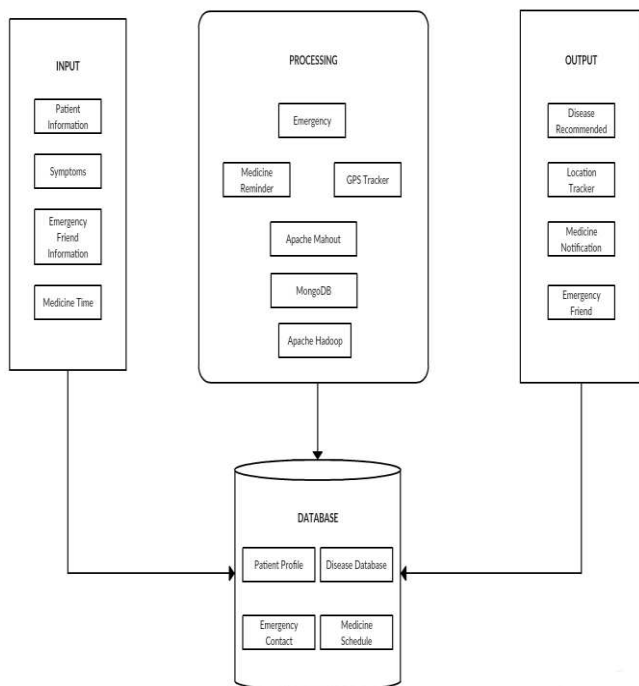 INPUT
Patient
Information
Symptoms
Emergency
Friend
Information
Medicine Time
PROCESSING
Emergency
Medicine
Reminder
GPS Tracker
Apache Mahout
MongoDB
Apache Hadoop
OUTPUT
Disease
Recommended
Location
Tracker
Medicine
Notification
Emergency
Friend
DATABASE
Patient Profile
Disease Database
Emergency
Contact
Medicine
Schedule